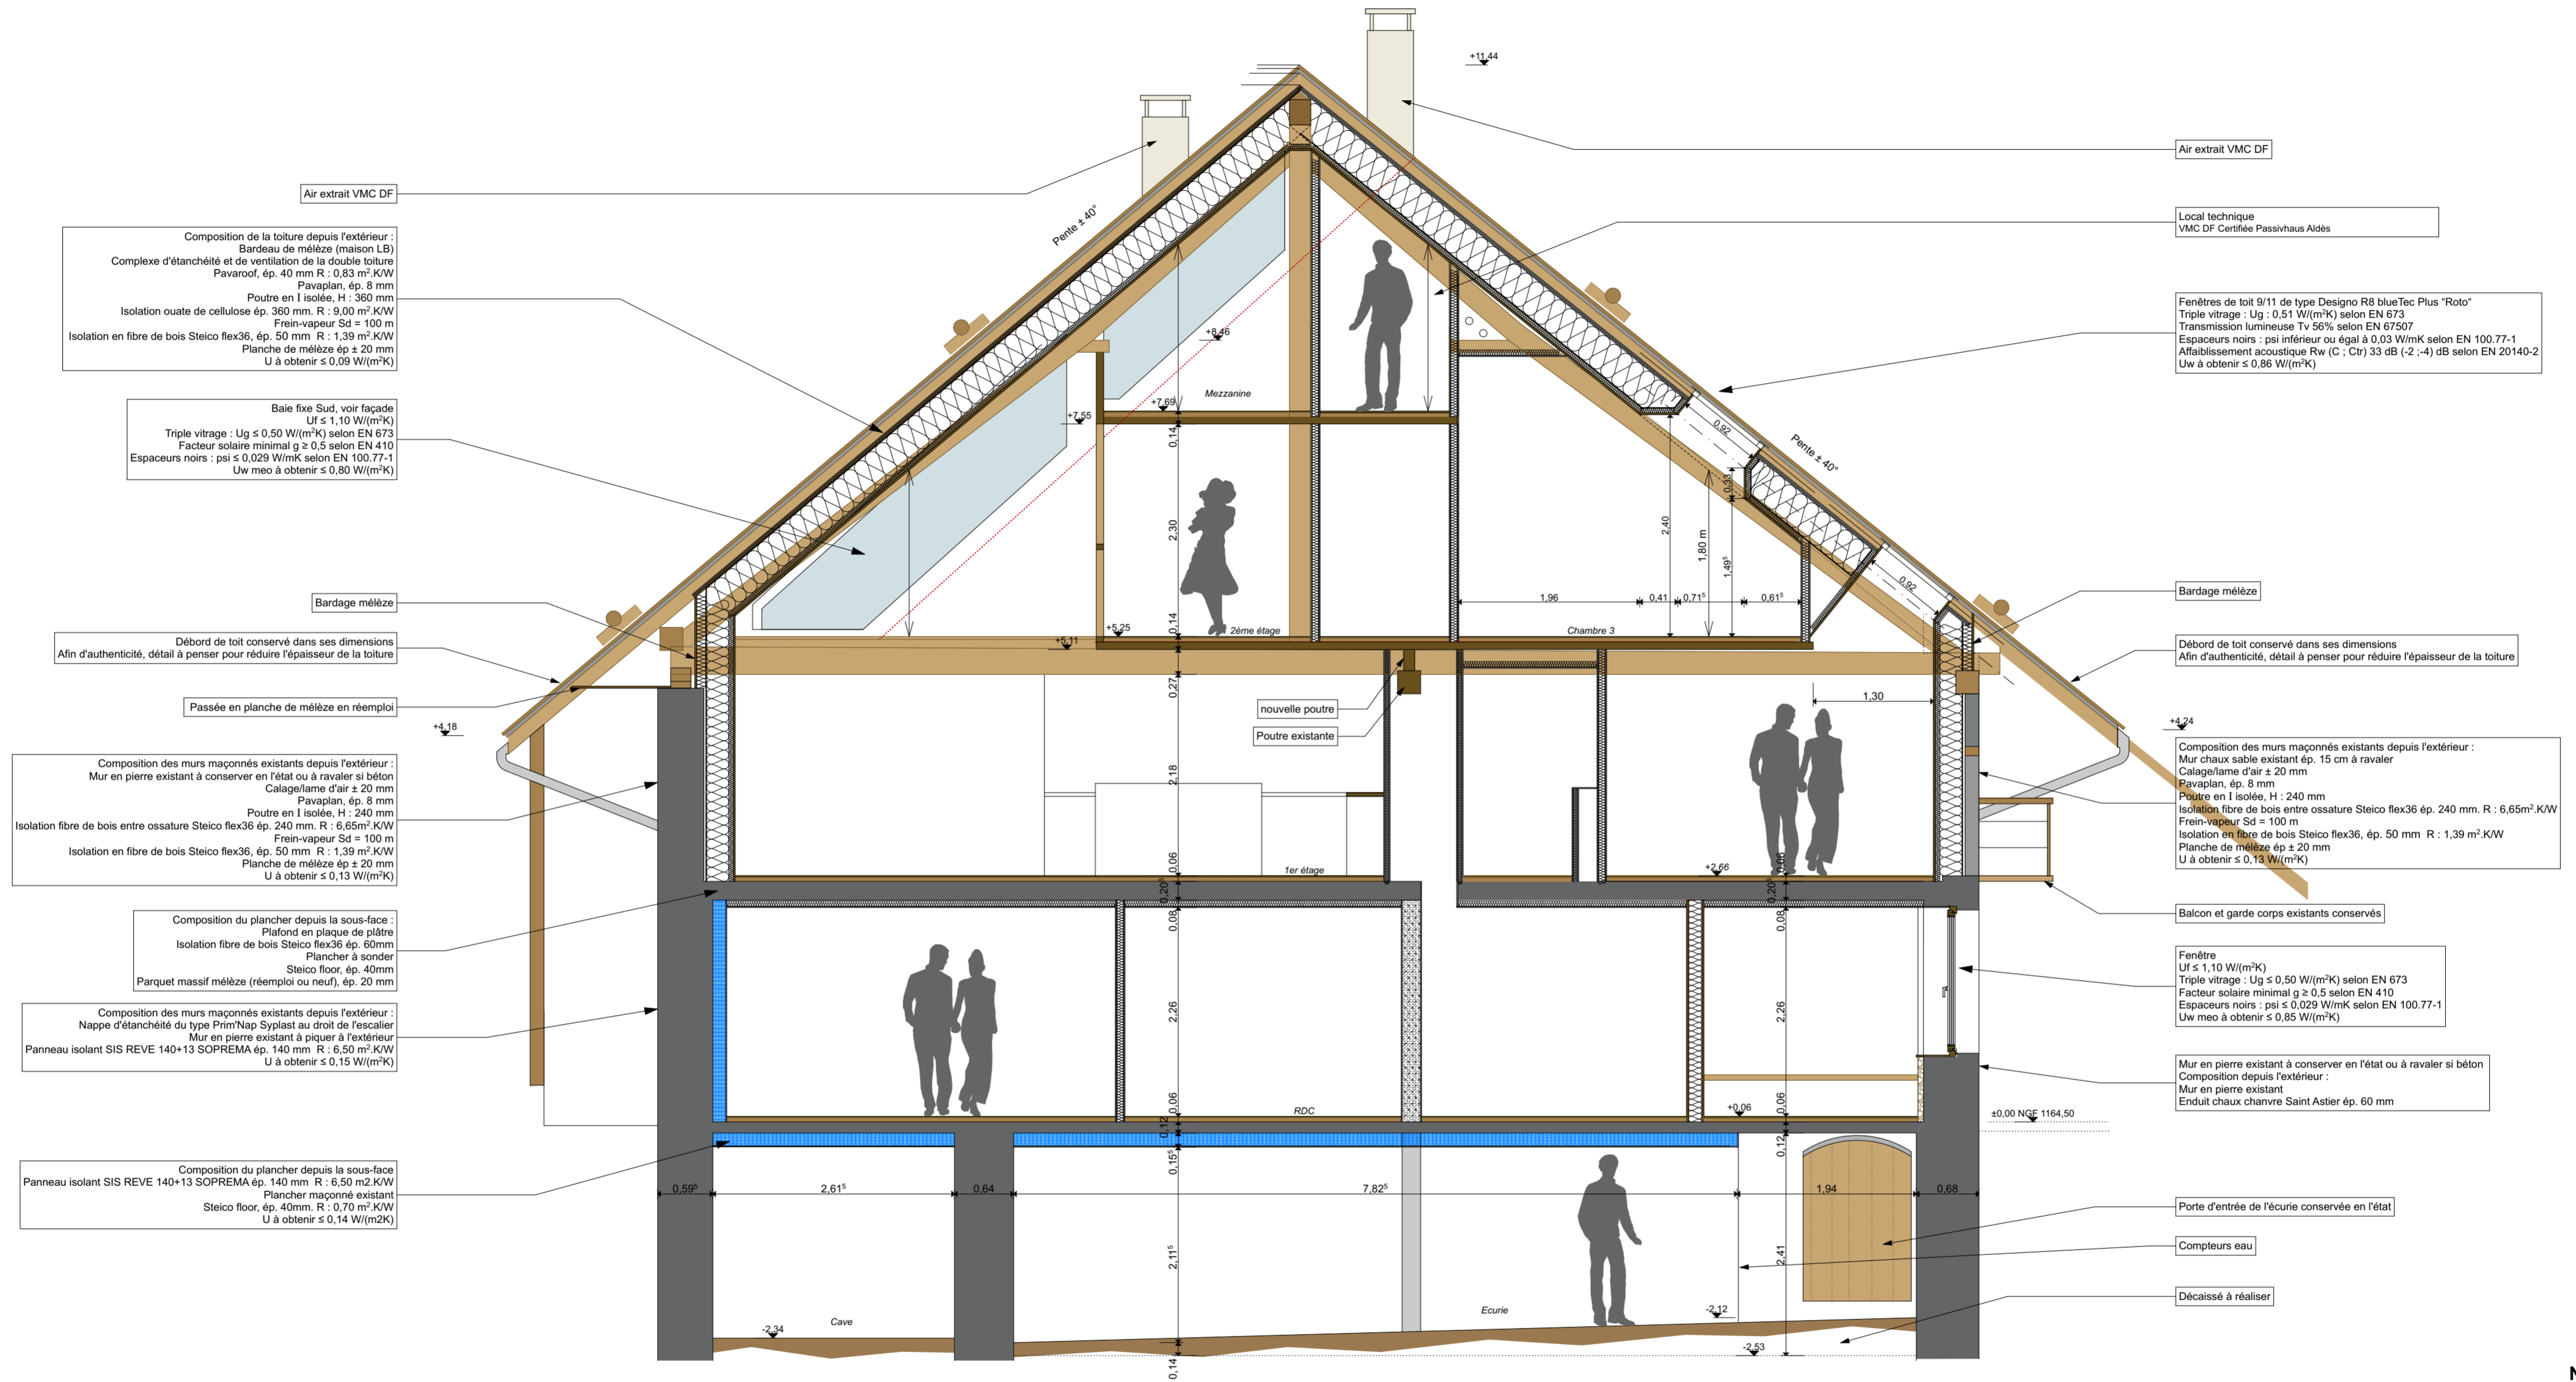 +11,44
Air extrait VMC DF
Composition de la toiture depuis l'extérieur :
Bardeau de mélèze (maison LB)
Complexe d'étanchéité et de ventilation de la double toiture
Pavaroof, ép. 40 mm R : 0,83 m².K/W
Pavaplan, ép. 8 mm
Poutre en I isolée, H : 360 mm
Isolation ouate de cellulose ép. 360 mm. R : 9,00 m².K/W
Frein-vapeur Sd = 100 m
Isolation en fibre de bois Steico flex36, ép. 50 mm R : 1,39 m².K/W
Planche de mélèze ép ± 20 mm
U à obtenir ≤ 0,09 W/(m²K)
Baie fixe Sud, voir façade
Uf ≤ 1,10 W/(m²K)
Triple vitrage : Ug ≤ 0,50 W/(m²K) selon EN 673
Facteur solaire minimal g ≥ 0,5 selon EN 410
Espaceurs noirs : psi ≤ 0,029 W/mK selon EN 100.77-1
Uw meo à obtenir ≤ 0,80 W/(m²K)
Bardage mélèze
Débord de toit conservé dans ses dimensions
Afin d'authenticité, détail à penser pour réduire l'épaisseur de la toiture
Passée en planche de mélèze en réemploi
+4,18
Composition des murs maçonnés existants depuis l'extérieur :
Mur en pierre existant à conserver en l'état ou à ravaler si béton
Calage/lame d'air ± 20 mm
Pavaplan, ép. 8 mm
Poutre en I isolée, H : 240 mm
Isolation fibre de bois entre ossature Steico flex36 ép. 240 mm. R : 6,65m².K/W
Frein-vapeur Sd = 100 m
Isolation en fibre de bois Steico flex36, ép. 50 mm R : 1,39 m².K/W
Planche de mélèze ép ± 20 mm
U à obtenir ≤ 0,13 W/(m²K)
Composition du plancher depuis la sous-face :
Plafond en plaque de plâtre
Isolation fibre de bois Steico flex36 ép. 60mm
Plancher à sonder
Steico floor, ép. 40mm
Parquet massif mélèze (réemploi ou neuf), ép. 20 mm
Composition des murs maçonnés existants depuis l'extérieur :
Nappe d'étanchéité du type Prim'Nap Syplast au droit de l'escalier
Mur en pierre existant à piquer à l'extérieur
Panneau isolant SIS REVE 140+13 SOPREMA ép. 140 mm R : 6,50 m².K/W
U à obtenir ≤ 0,15 W/(m²K)
Composition du plancher depuis la sous-face
Panneau isolant SIS REVE 140+13 SOPREMA ép. 140 mm R : 6,50 m2.K/W
Plancher maçonné existant
Steico floor, ép. 40mm. R : 0,70 m².K/W
U à obtenir ≤ 0,14 W/(m2K)
Pente ± 40°
+8,46
Mezzanine
+7,69
+7,55
0,14
2,30
0,14
+5,25
2ème étage
+5,11
0,27
2,18
0,06
1er étage
0,20⁵
0,08
2,26
0,06
RDC
0,12
0,15⁵
2,11⁵
0,14
Pente ± 40°
0,92
0,33
2,40
1,80 m
1,49⁵
0,92
1,96
0,41
0,71⁵
0,61⁵
Chambre 3
nouvelle poutre
Poutre existante
1,30
+2,66
0,06
0,20⁵
0,08
2,26
0,06
+0,06
0,12
2,41
0,59⁵
2,61⁵
0,64
7,82⁵
1,94
0,68
Cave
-2,34
Ecurie
-2,12
-2,53
Air extrait VMC DF
Local technique
VMC DF Certifiée Passivhaus Aldès
Fenêtres de toit 9/11 de type Designo R8 blueTec Plus "Roto"
Triple vitrage : Ug : 0,51 W/(m²K) selon EN 673
Transmission lumineuse Tv 56% selon EN 67507
Espaceurs noirs : psi inférieur ou égal à 0,03 W/mK selon EN 100.77-1
Affaiblissement acoustique Rw (C ; Ctr) 33 dB (-2 ;-4) dB selon EN 20140-2
Uw à obtenir ≤ 0,86 W/(m²K)
Bardage mélèze
Débord de toit conservé dans ses dimensions
Afin d'authenticité, détail à penser pour réduire l'épaisseur de la toiture
+4,24
Composition des murs maçonnés existants depuis l'extérieur :
Mur chaux sable existant ép. 15 cm à ravaler
Calage/lame d'air ± 20 mm
Pavaplan, ép. 8 mm
Poutre en I isolée, H : 240 mm
Isolation fibre de bois entre ossature Steico flex36 ép. 240 mm. R : 6,65m².K/W
Frein-vapeur Sd = 100 m
Isolation en fibre de bois Steico flex36, ép. 50 mm R : 1,39 m².K/W
Planche de mélèze ép ± 20 mm
U à obtenir ≤ 0,13 W/(m²K)
Balcon et garde corps existants conservés
Fenêtre
Uf ≤ 1,10 W/(m²K)
Triple vitrage : Ug ≤ 0,50 W/(m²K) selon EN 673
Facteur solaire minimal g ≥ 0,5 selon EN 410
Espaceurs noirs : psi ≤ 0,029 W/mK selon EN 100.77-1
Uw meo à obtenir ≤ 0,85 W/(m²K)
Mur en pierre existant à conserver en l'état ou à ravaler si béton
Composition depuis l'extérieur :
Mur en pierre existant
Enduit chaux chanvre Saint Astier ép. 60 mm
±0,00 NGF 1164,50
Porte d'entrée de l'écurie conservée en l'état
Compteurs eau
Décaissé à réaliser